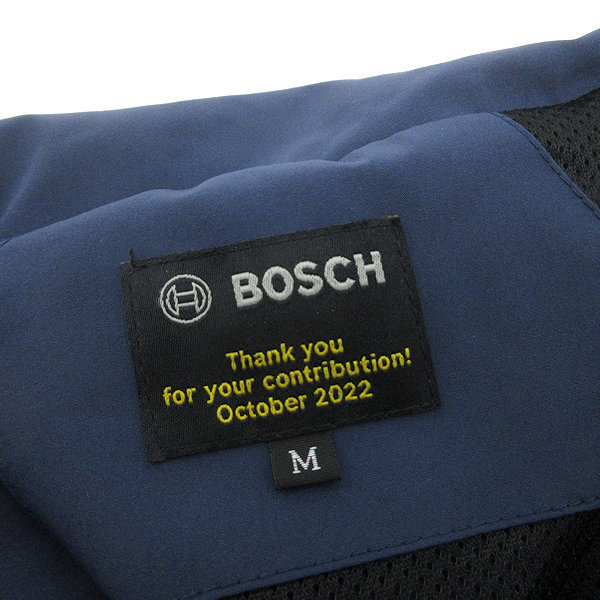 BOSCH
Thank you
for your contribution!
October 2022
M